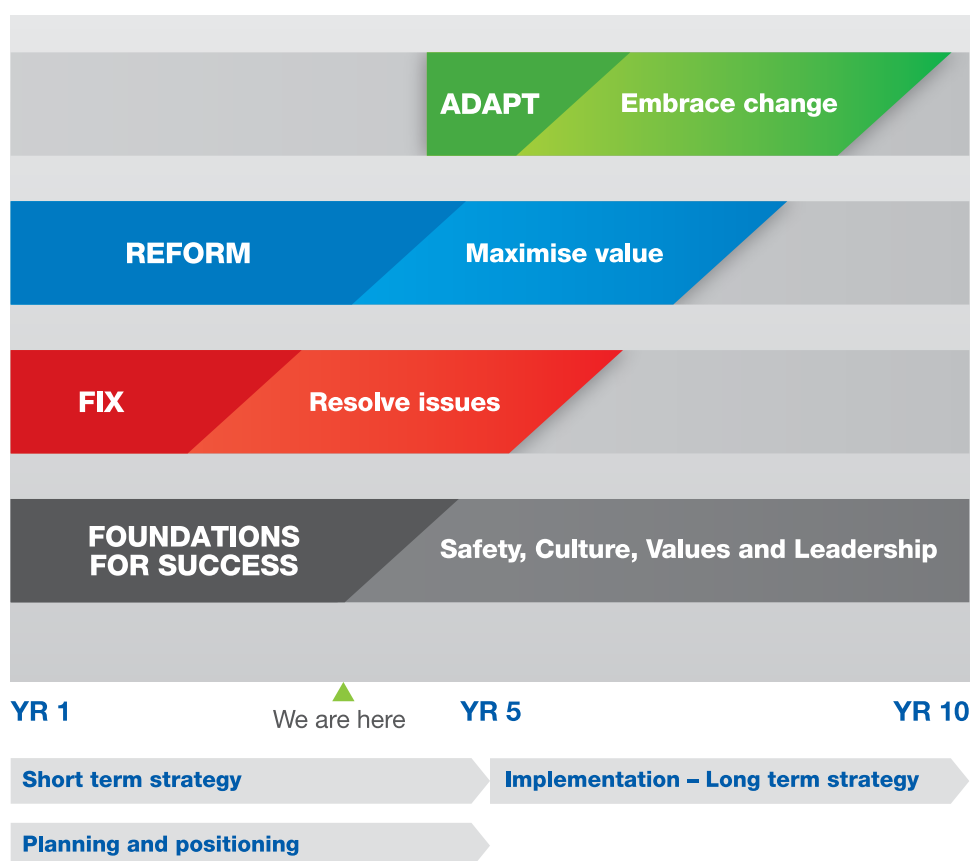 ADAPT
Embrace change
REFORM
Maximise value
FIX
Resolve issues
FOUNDATIONS
FOR SUCCESS
Safety, Culture, Values and Leadership
YR 1
We are here
YR 5
YR 10
Short term strategy
Implementation – Long term strategy
Planning and positioning